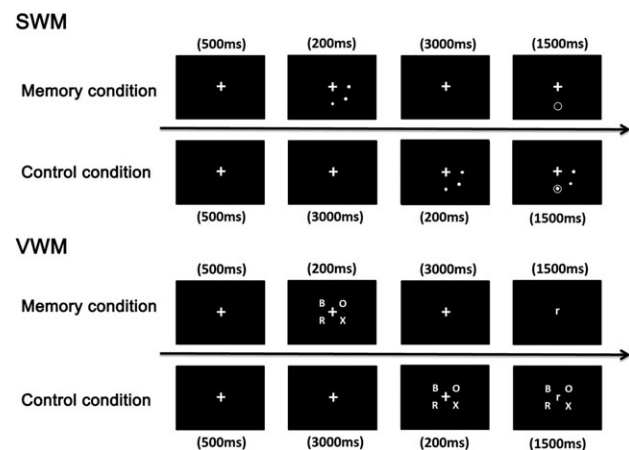 SWM
(500ms) (200ms) (3000ms) (1500ms)
Memory condition
Control condition
(500ms) (3000ms) (200ms) (1500ms)
VWM
(500ms) (200ms) (3000ms) (1500ms)
B O
Memory condition
R X
r
Control condition
B O B O
r
R X R X
(500ms) (3000ms) (200ms) (1500ms)